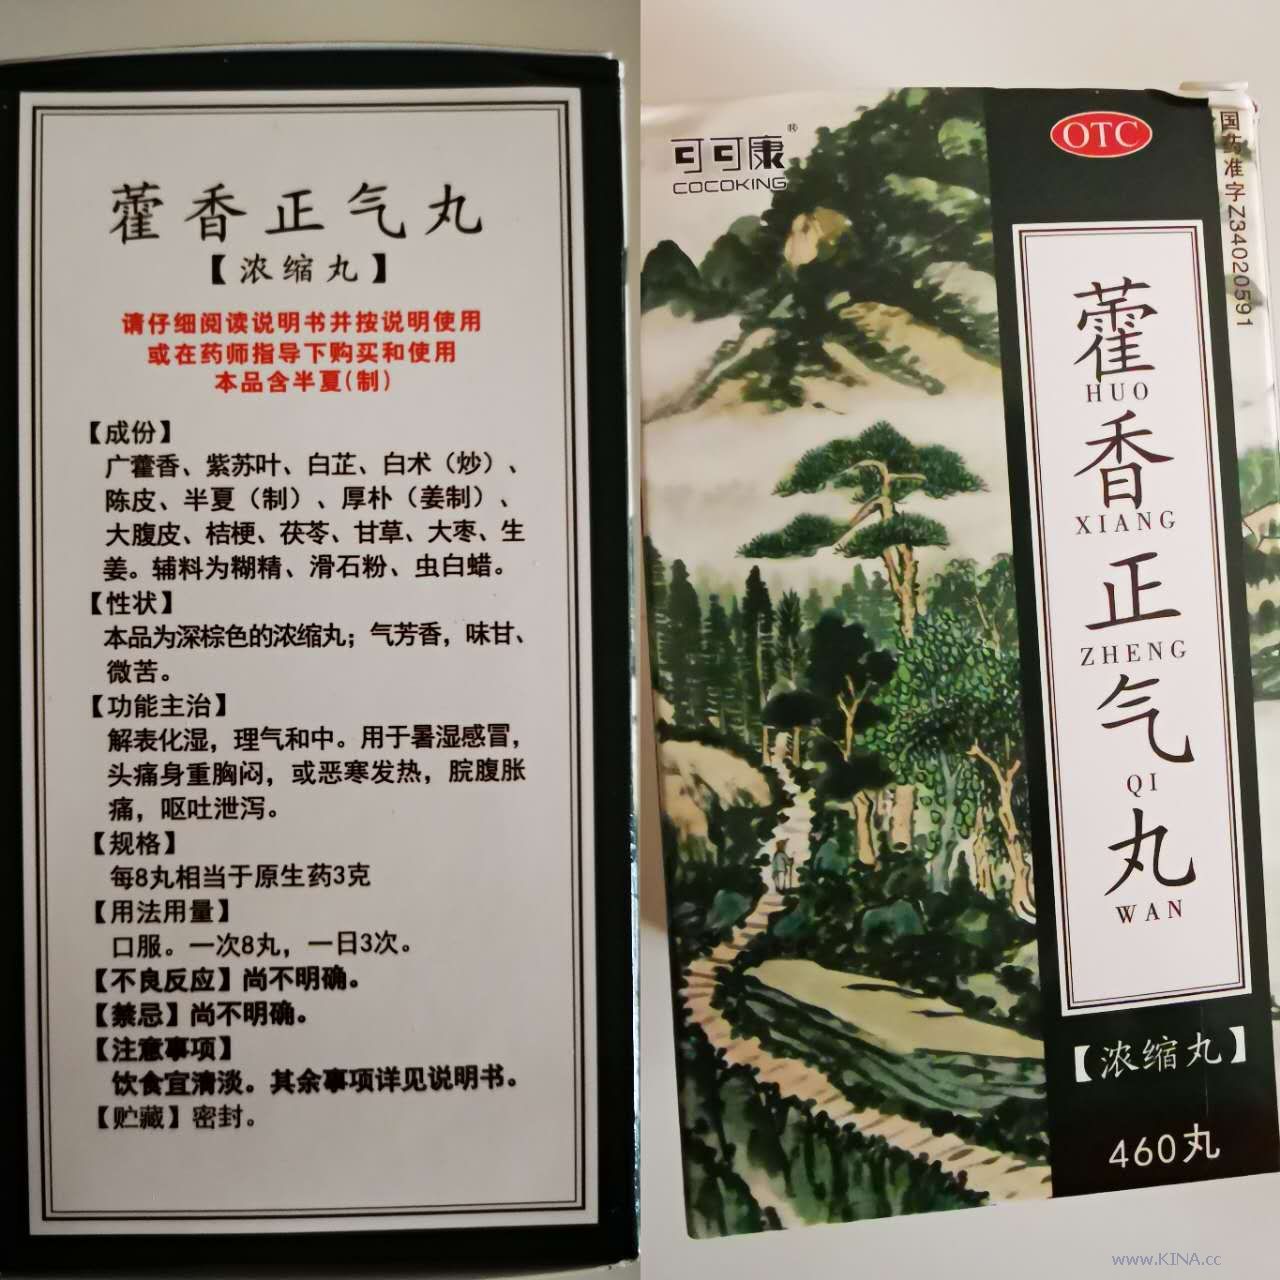 藿香正气丸
【浓缩丸】
请仔细阅读说明书并按说明使用
或在药师指导下购买和使用
本品含半夏(制)
【成份】
广藿香、紫苏叶、白芷、白术（炒）、
陈皮、半夏（制）、厚朴（姜制）、
大腹皮、桔梗、茯苓、甘草、大枣、生
姜。辅料为糊精、滑石粉、虫白蜡。
【性状】
本品为深棕色的浓缩丸；气芳香，味甘、
微苦。
【功能主治】
解表化湿，理气和中。用于暑湿感冒，
头痛身重胸闷，或恶寒发热，脘腹胀
痛，呕吐泄泻。
【规格】
每8丸相当于原生药3克
【用法用量】
口服。一次8丸，一日3次。
【不良反应】尚不明确。
【禁忌】尚不明确。
【注意事项】
饮食宜清淡。其余事项详见说明书。
【贮藏】密封。
可可康®
COCOKING
OTC
国药准字Z34020591
藿
HUO
香
XIANG
正
ZHENG
气
QI
丸
WAN
【浓缩丸】
460丸
www.KINA.cc